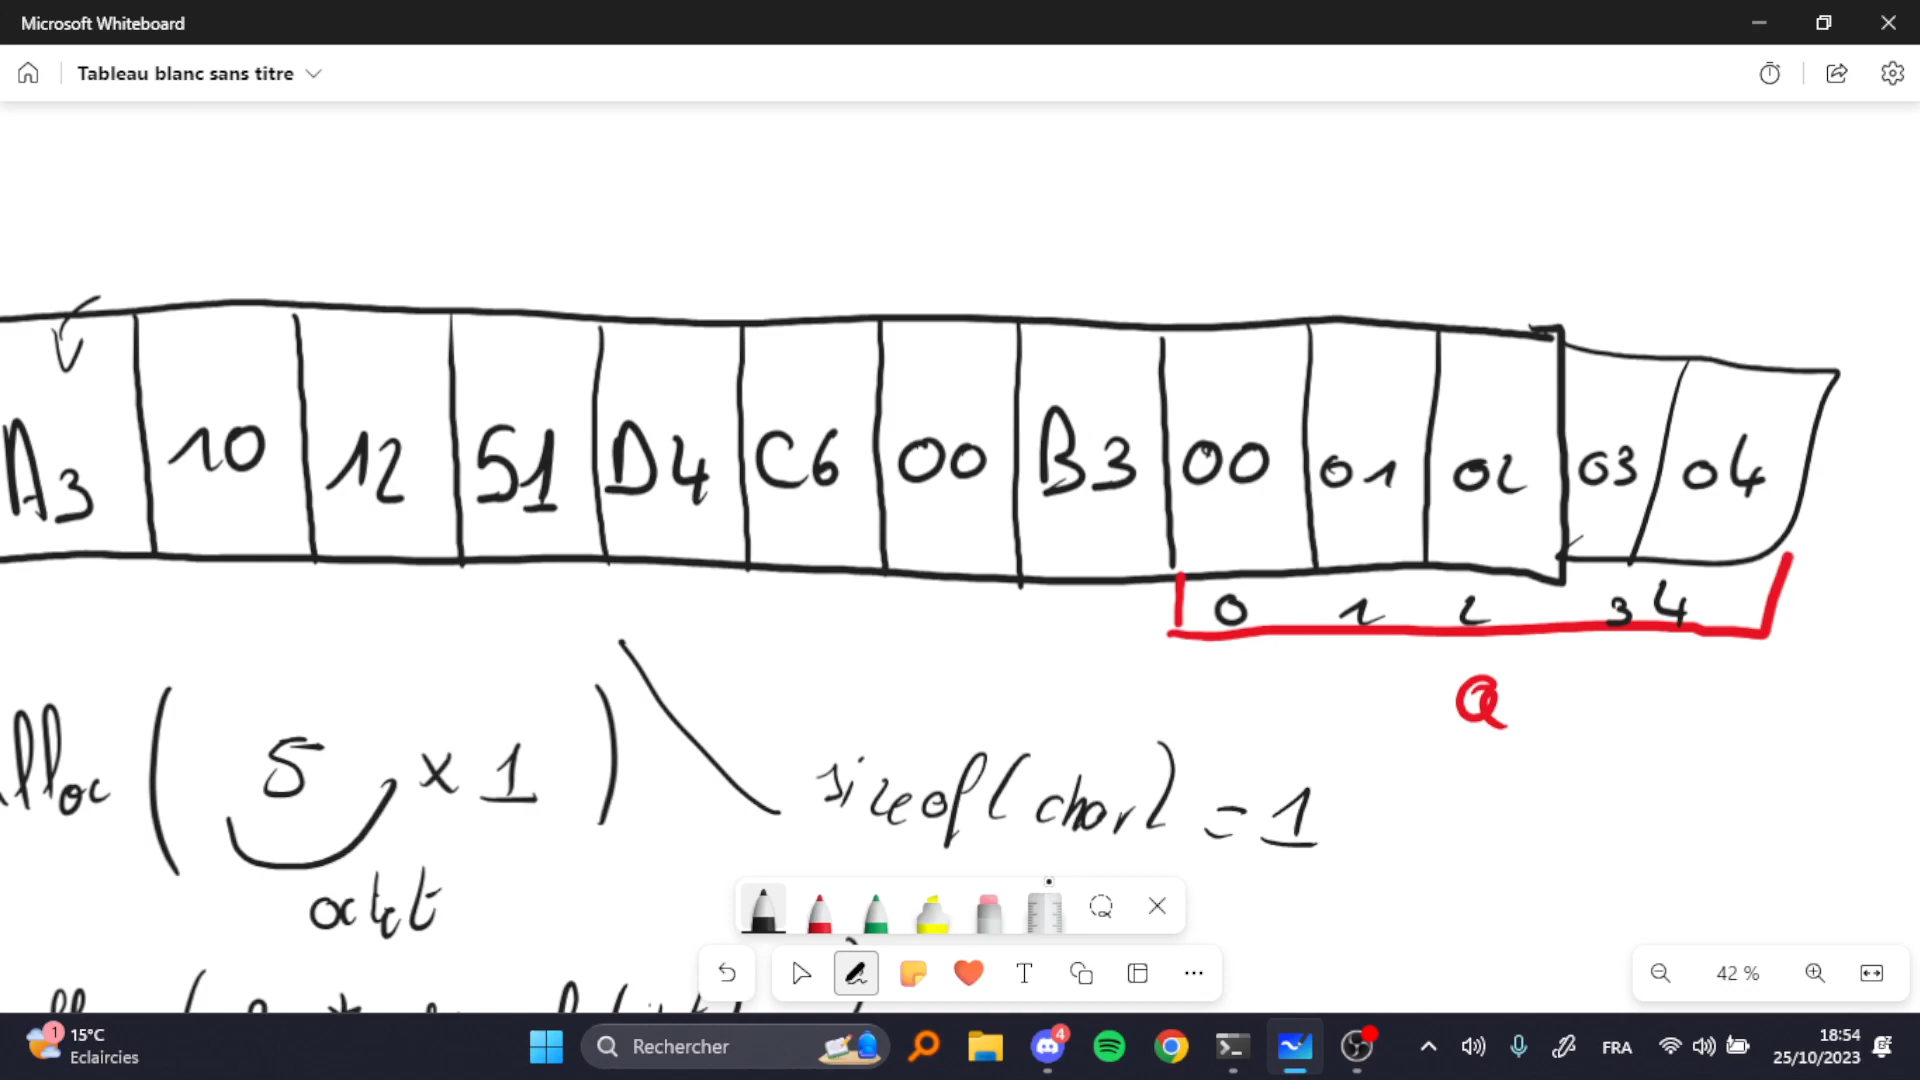 Microsoft Whiteboard
Tableau blanc sans titre
A3 10 12 51 D4 C6 00 B3 00 01 02 03 04
0 1 2 3 4
Q
lloc ( 5 x 1 )
sizeof(char) = 1
octet
42 %
1
15°C
Eclaircies
Rechercher
4
FRA
18:54
25/10/2023